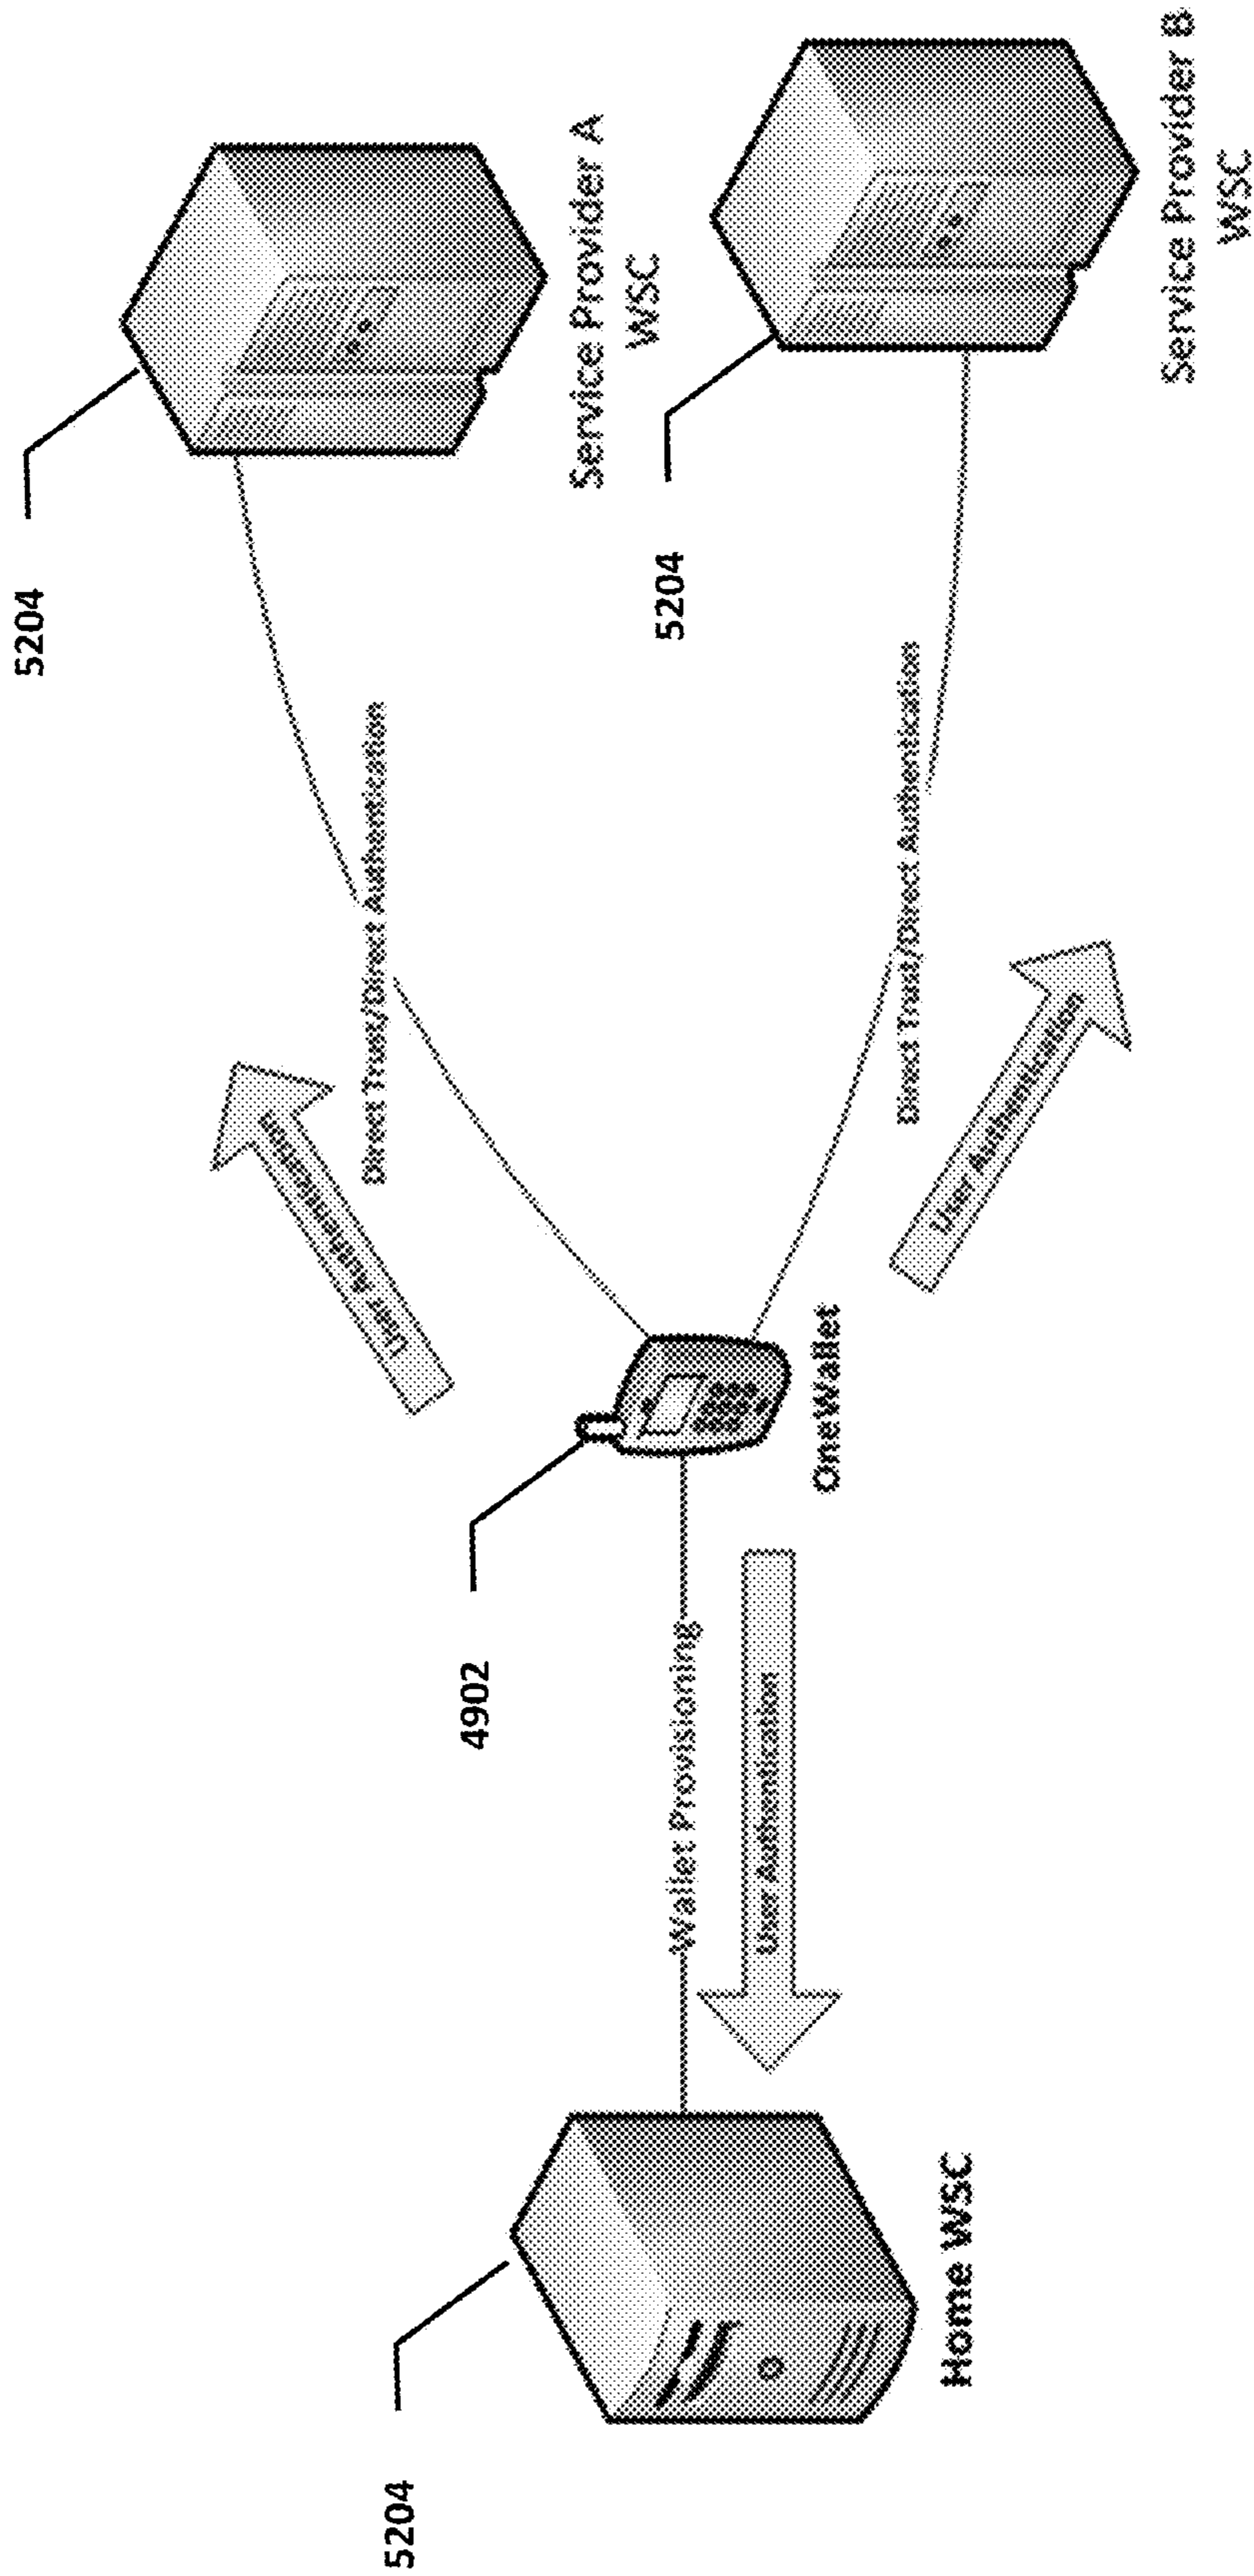 5204
Home WSC
Wallet Provisioning
User Authentication
4902
OneWallet
User Authentication
Direct Trust/Direct Authentication
User Authentication
Direct Trust/Direct Authentication
5204
Service Provider A
WSC
5204
Service Provider B
WSC